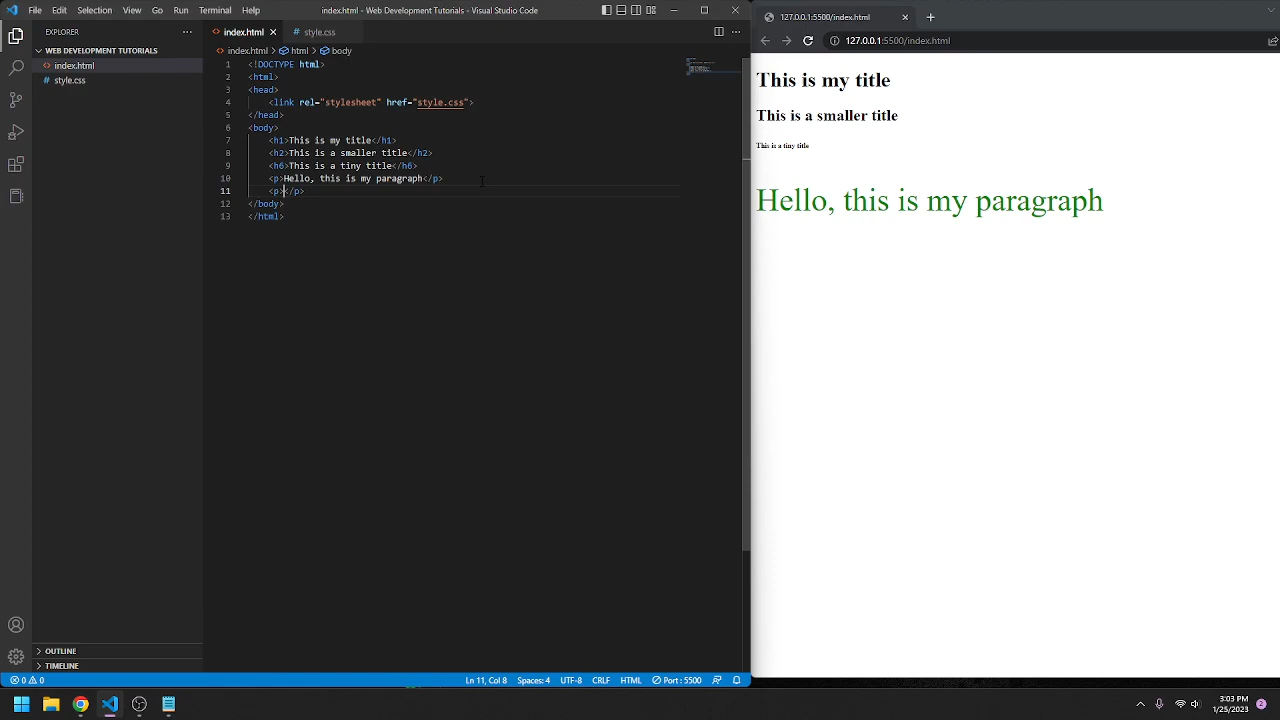 File Edit Selection View Go Run Terminal Help
index.html - Web Development Tutorials - Visual Studio Code
EXPLORER
WEB DEVELOPMENT TUTORIALS
index.html
style.css
OUTLINE
TIMELINE
index.html
style.css
index.html > html > body
1 <!DOCTYPE html>
2 <html>
3 <head>
4 <link rel="stylesheet" href="style.css">
5 </head>
6 <body>
7 <h1>This is my title</h1>
8 <h2>This is a smaller title</h2>
9 <h6>This is a tiny title</h6>
10 <p>Hello, this is my paragraph</p>
11 <p></p>
12 </body>
13 </html>
0 0 Ln 11, Col 8 Spaces: 4 UTF-8 CRLF HTML Port : 5500
127.0.0.1:5500/index.html
127.0.0.1:5500/index.html
This is my title
This is a smaller title
This is a tiny title
Hello, this is my paragraph
3:03 PM
1/25/2023
2